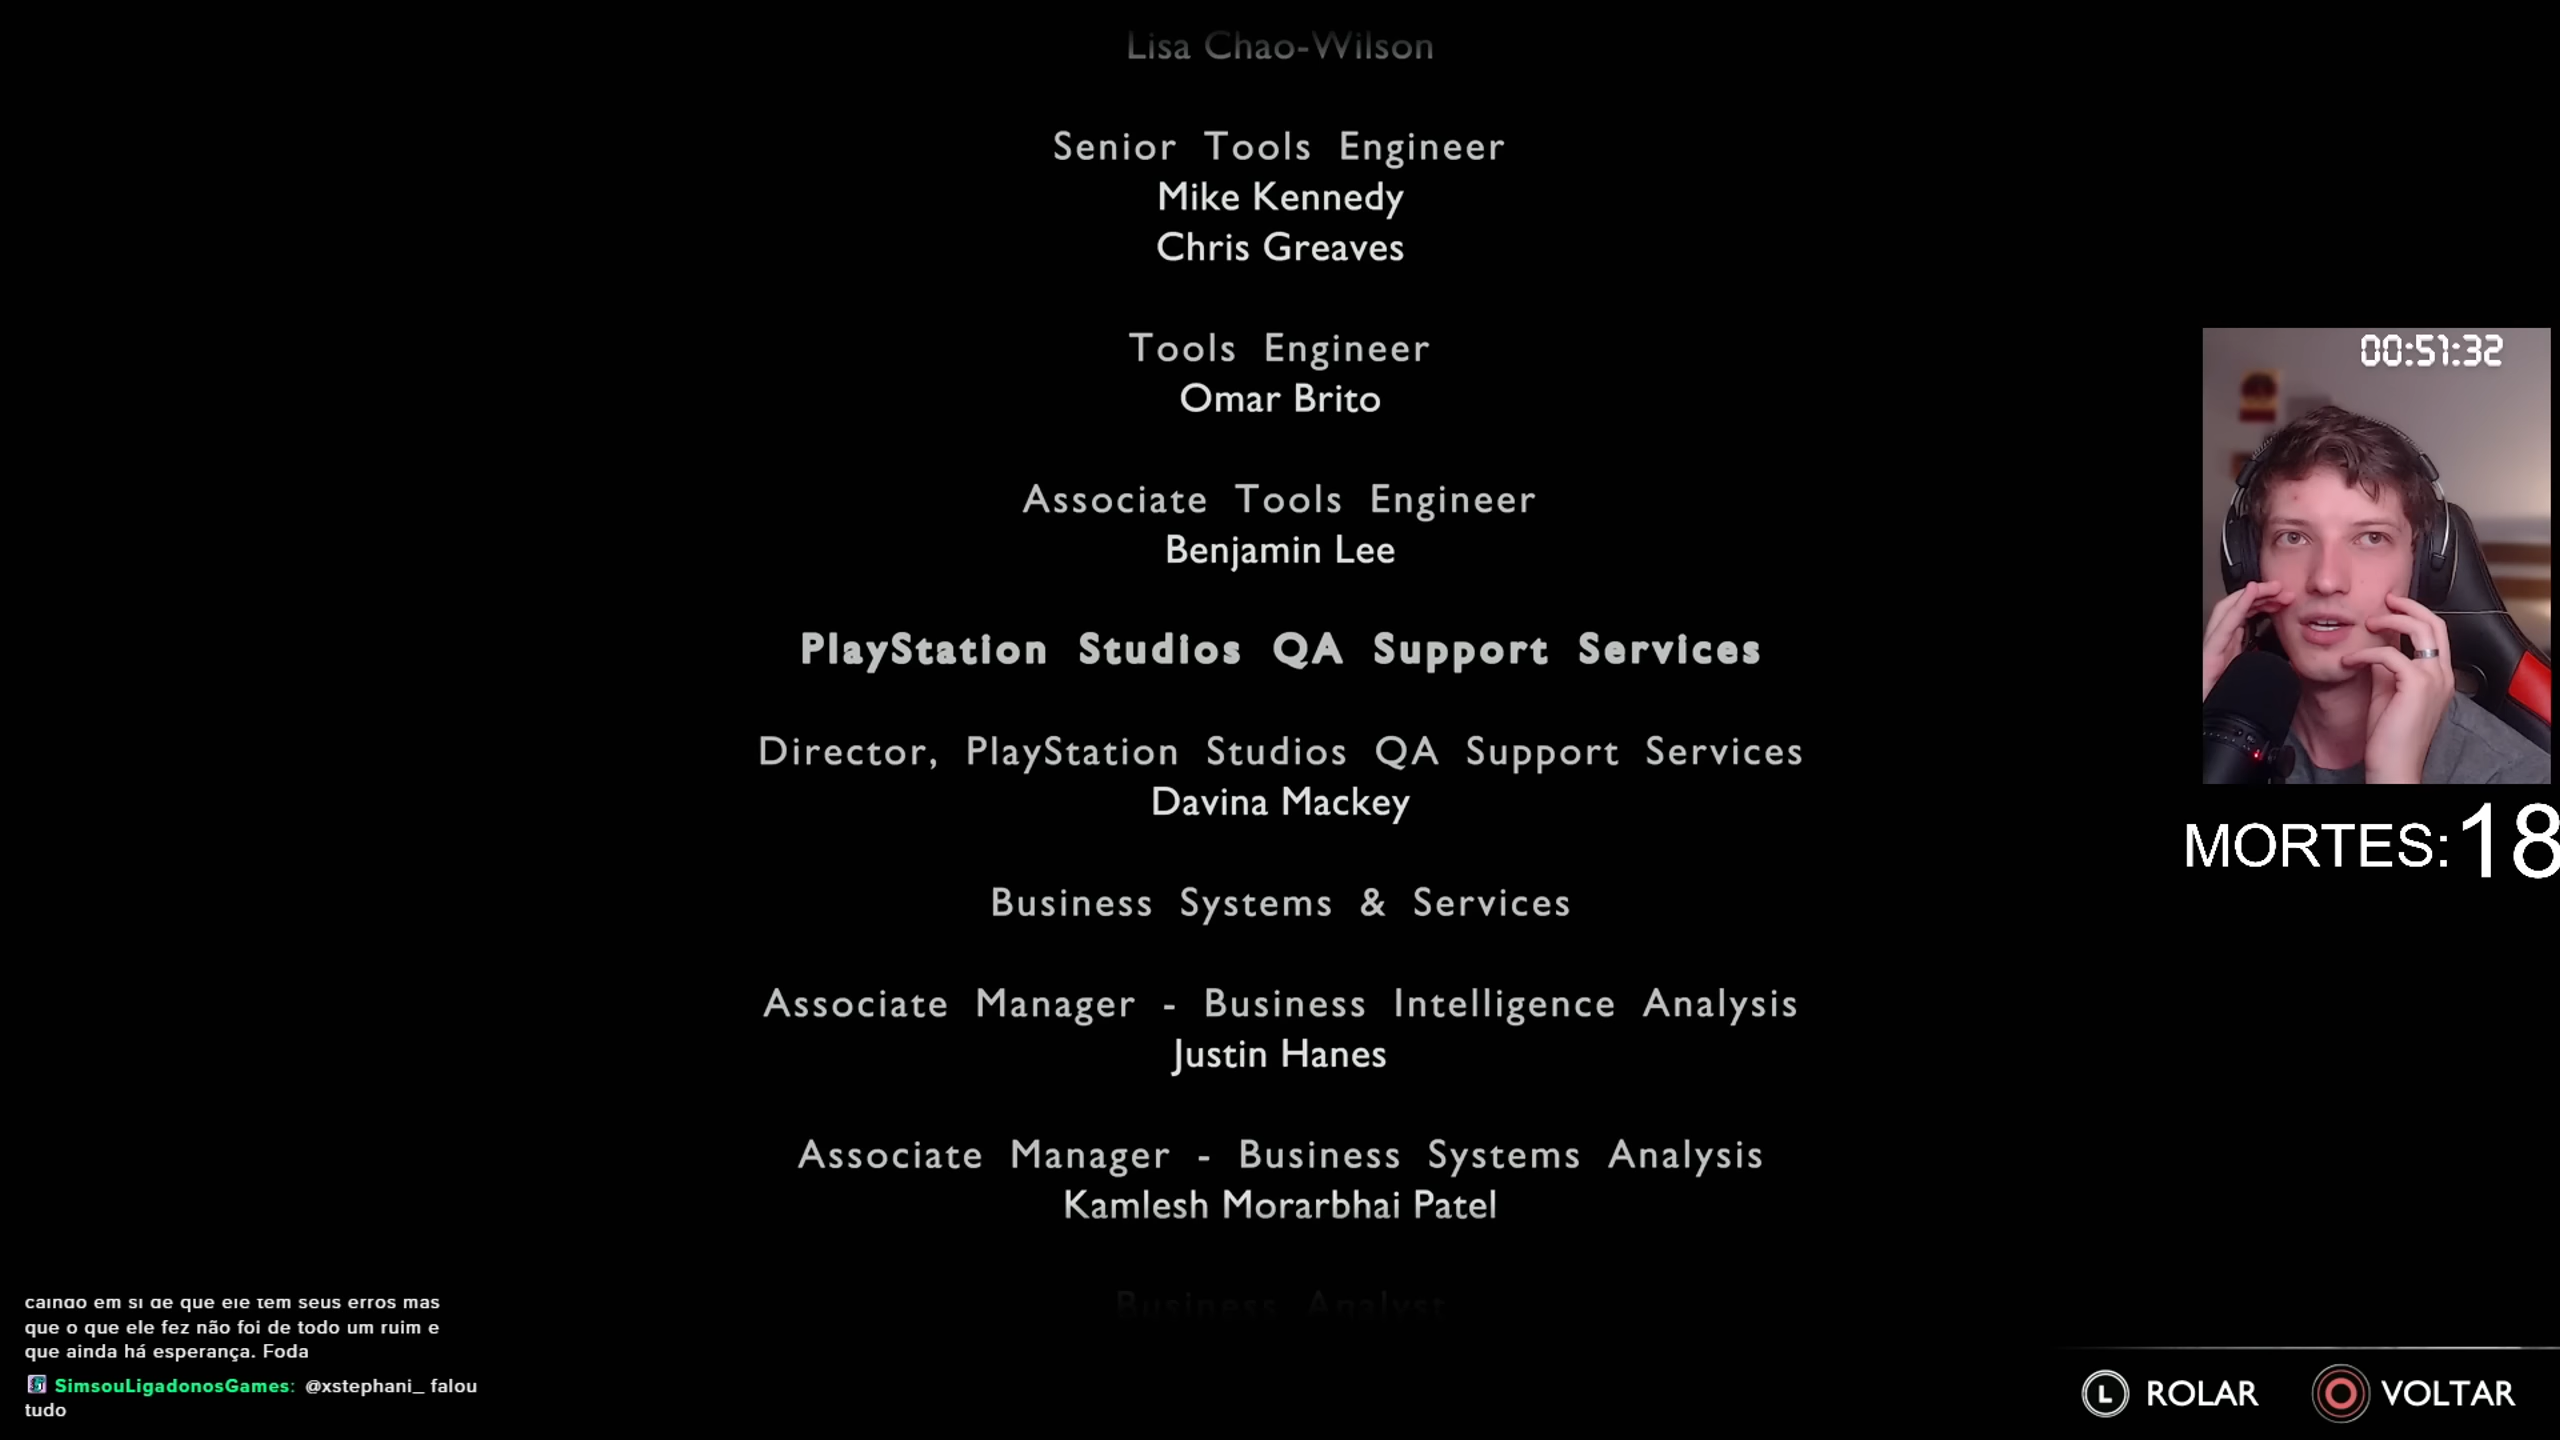 Lisa Chao-Wilson
Senior Tools Engineer
Mike Kennedy
Chris Greaves
Tools Engineer
Omar Brito
Associate Tools Engineer
Benjamin Lee
PlayStation Studios QA Support Services
Director, PlayStation Studios QA Support Services
Davina Mackey
Business Systems & Services
Associate Manager - Business Intelligence Analysis
Justin Hanes
Associate Manager - Business Systems Analysis
Kamlesh Morarbhai Patel
Business Analyst
00:51:32
MORTES:18
caindo em si de que ele tem seus erros mas
que o que ele fez não foi de todo um ruim e
que ainda há esperança. Foda
SimsouLigadonosGames: @xstephani_ falou
tudo
L ROLAR VOLTAR